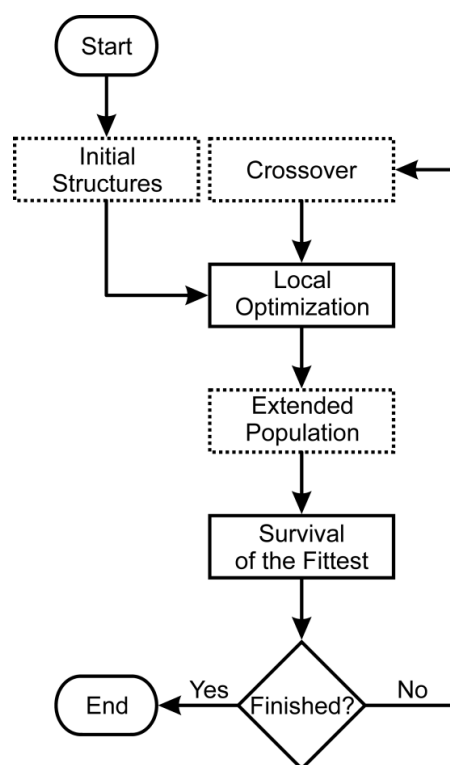 Start
Initial
Structures
Crossover
Local
Optimization
Extended
Population
Survival
of the Fittest
End
Yes
Finished?
No